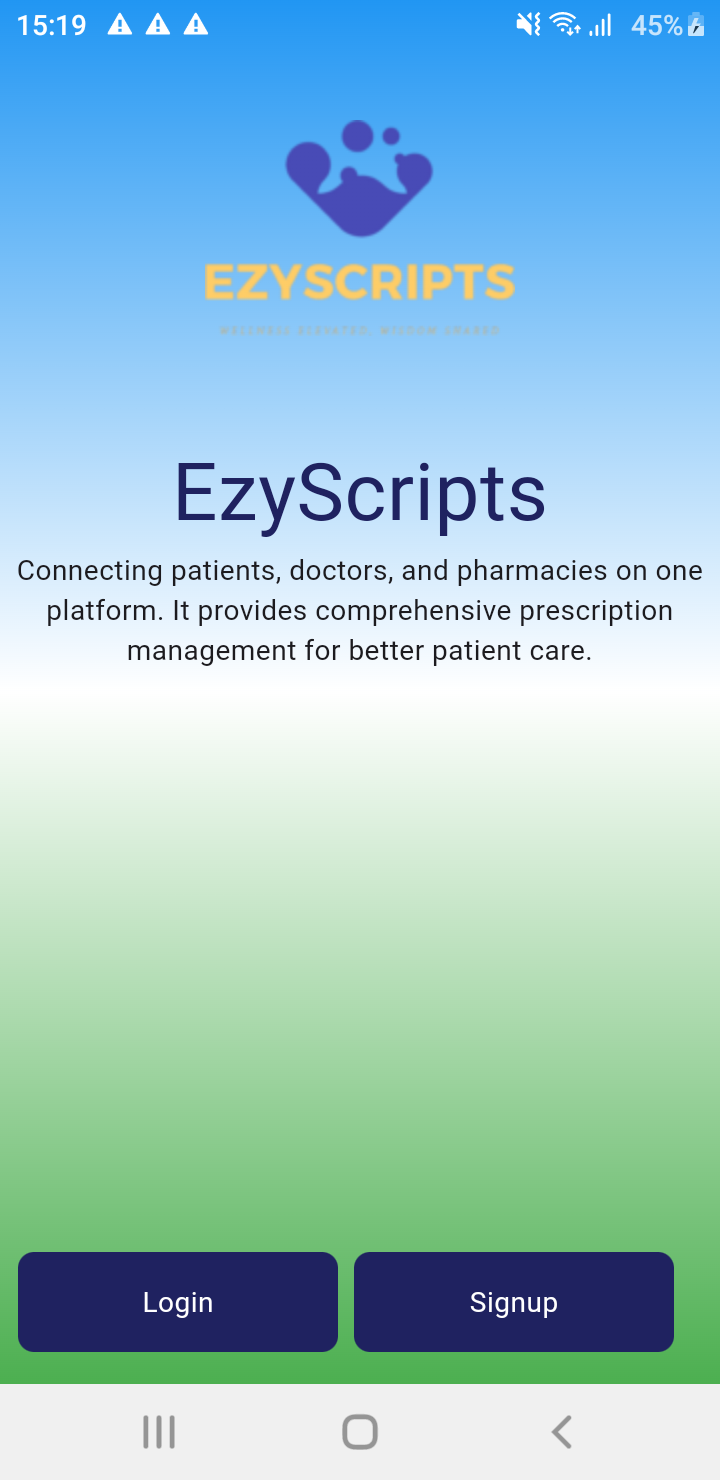 15:19
45%
EZYSCRIPTS
EzyScripts
Connecting patients, doctors, and pharmacies on one
platform. It provides comprehensive prescription
management for better patient care.
Login
Signup